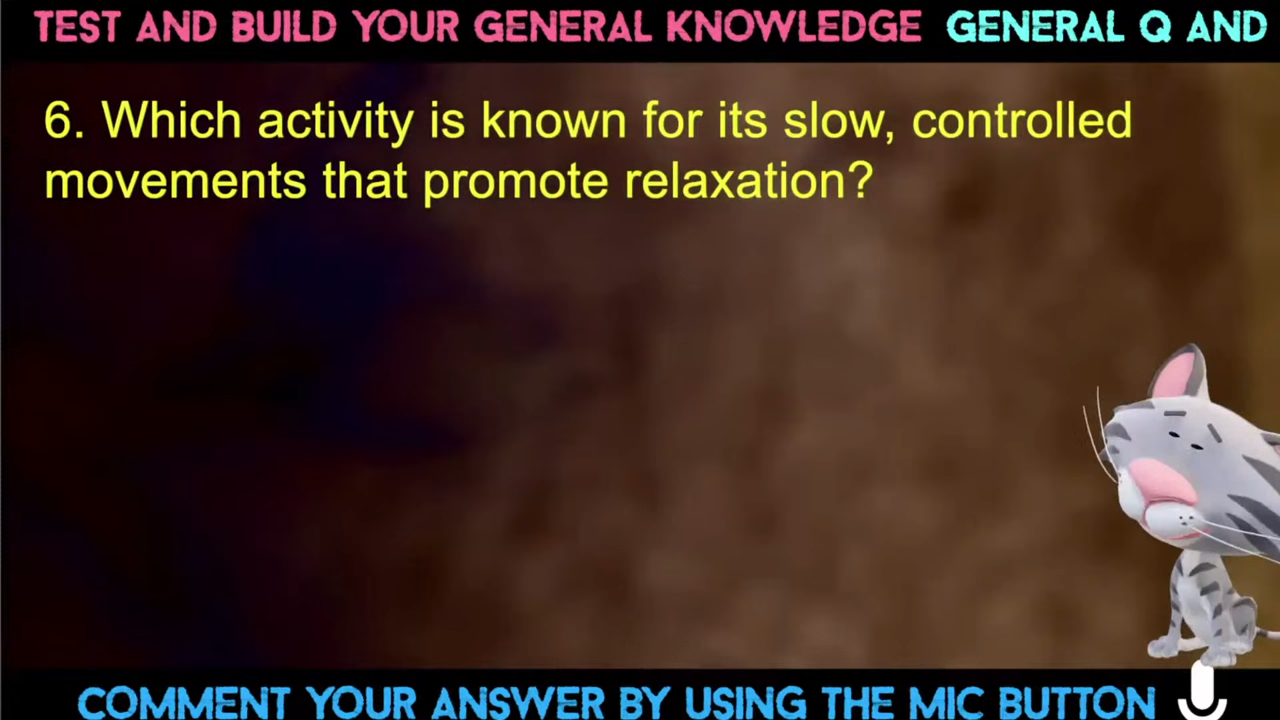 TEST AND BUILD YOUR GENERAL KNOWLEDGE GENERAL Q AND
6. Which activity is known for its slow, controlled
movements that promote relaxation?
COMMENT YOUR ANSWER BY USING THE MIC BUTTON